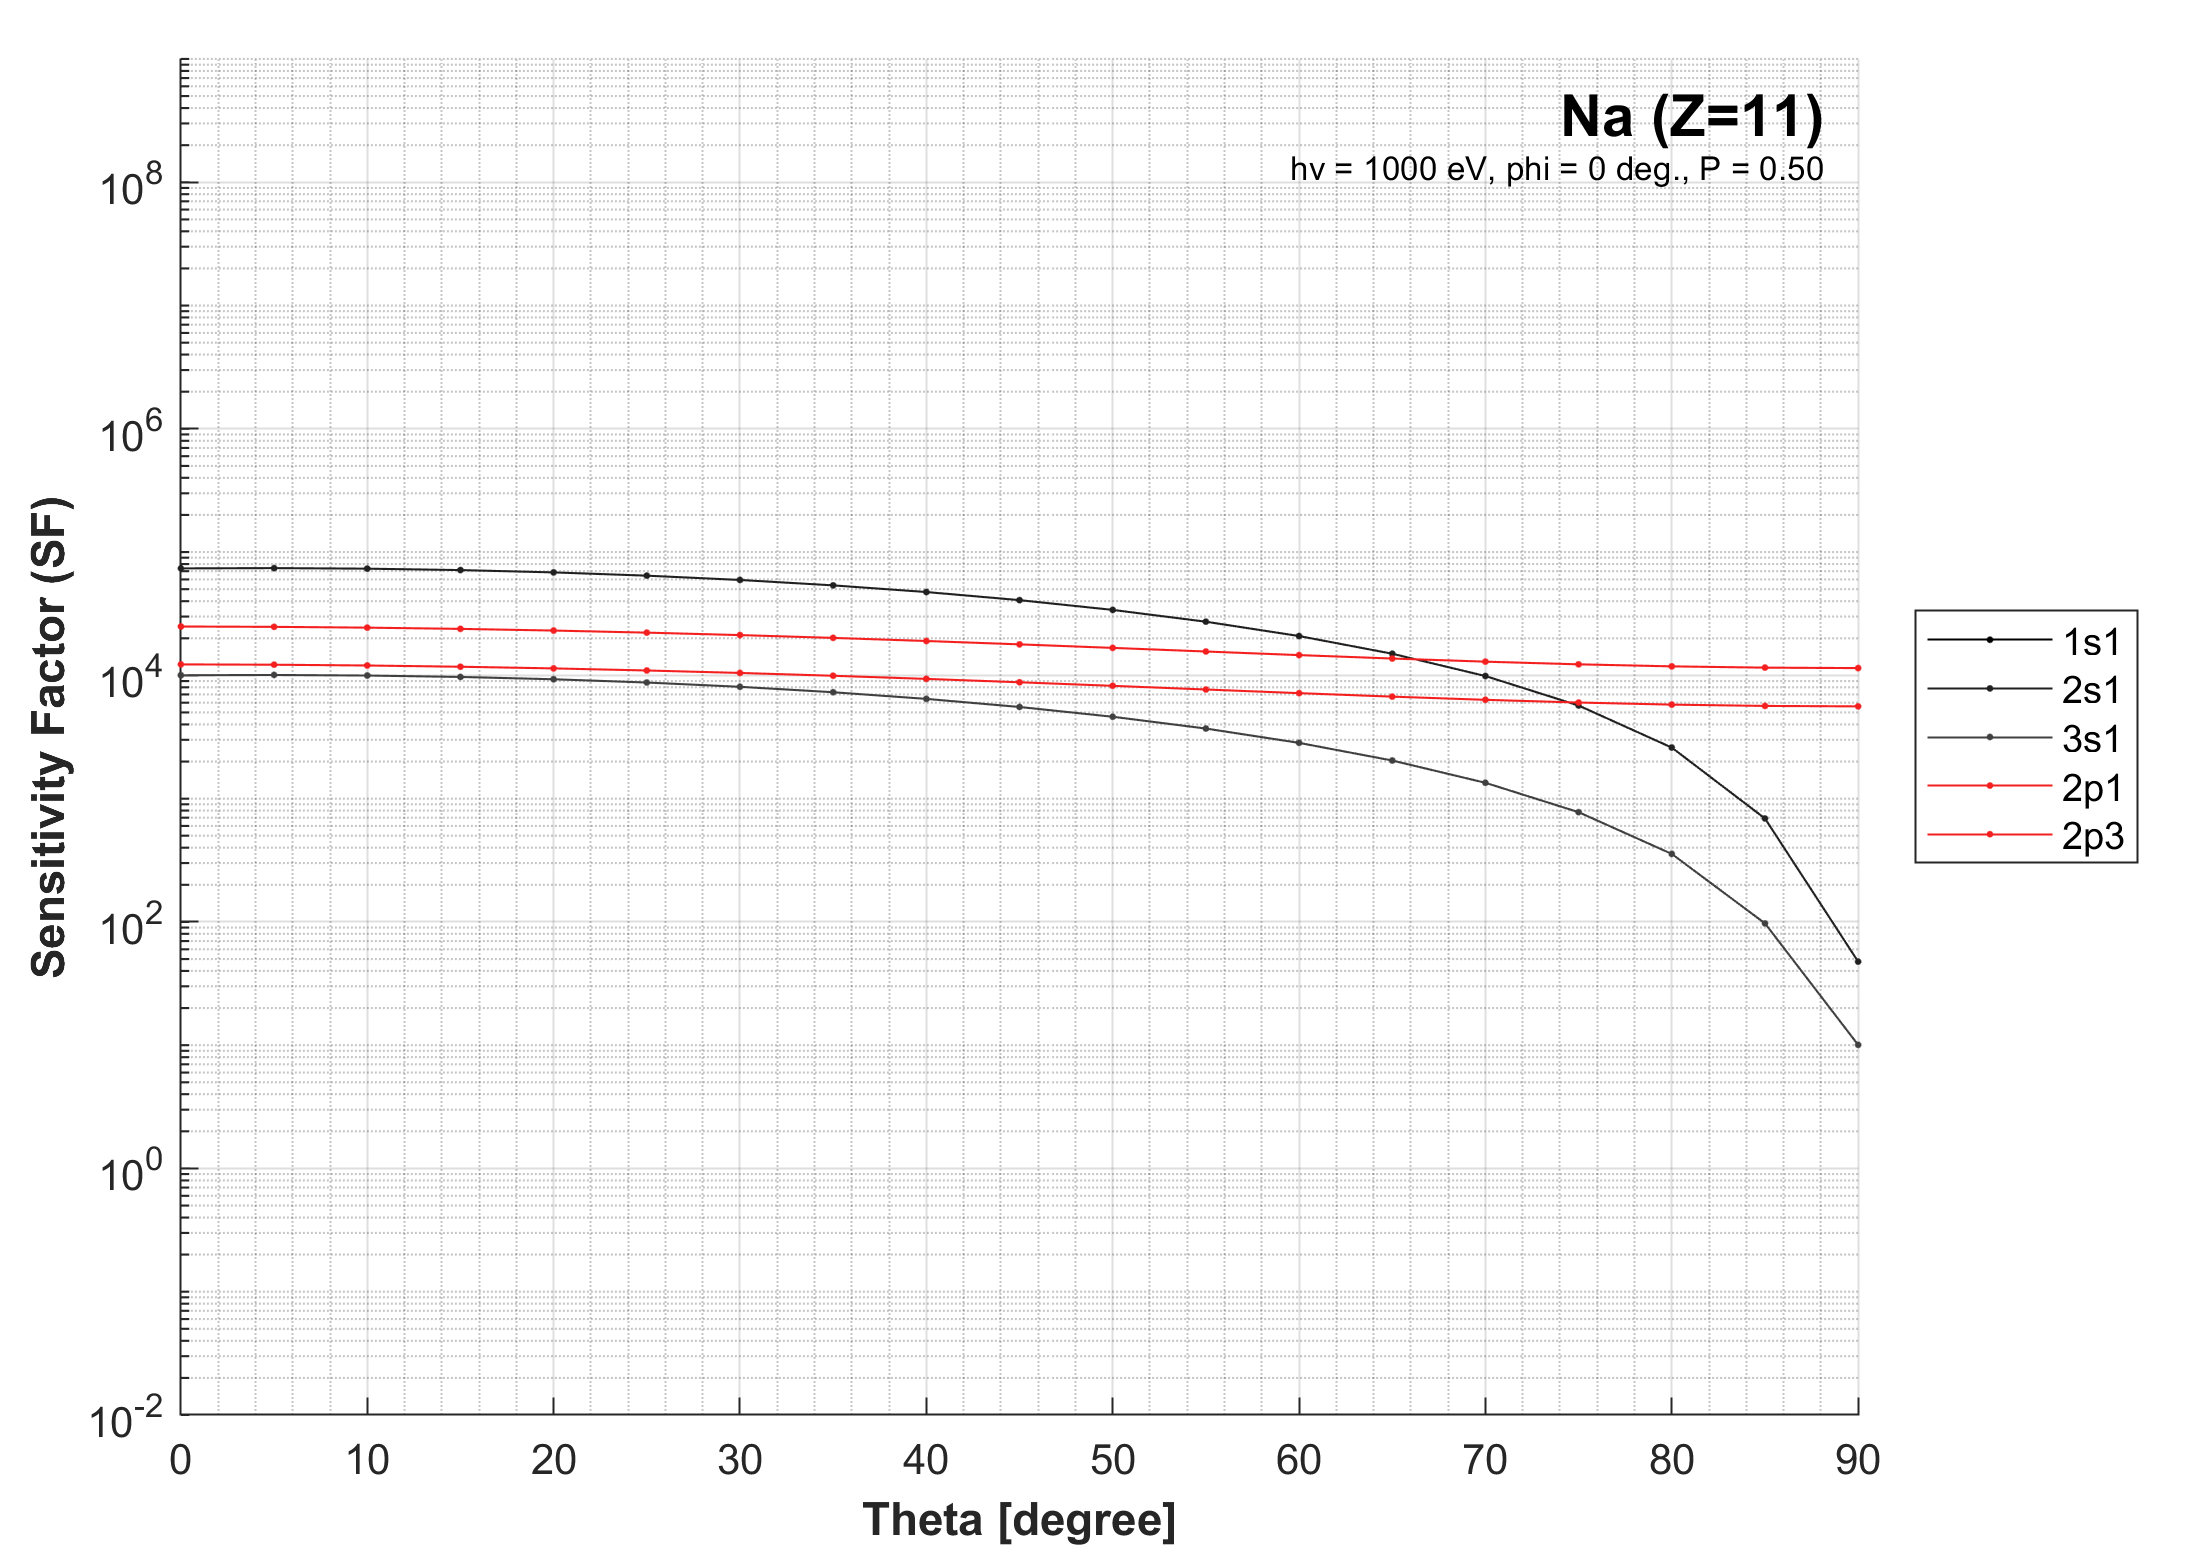 Na (Z=11)
hv = 1000 eV, phi = 0 deg., P = 0.50
Sensitivity Factor (SF)
10^8
10^6
10^4
10^2
10^0
10^-2
0 10 20 30 40 50 60 70 80 90
Theta [degree]
1s1
2s1
3s1
2p1
2p3